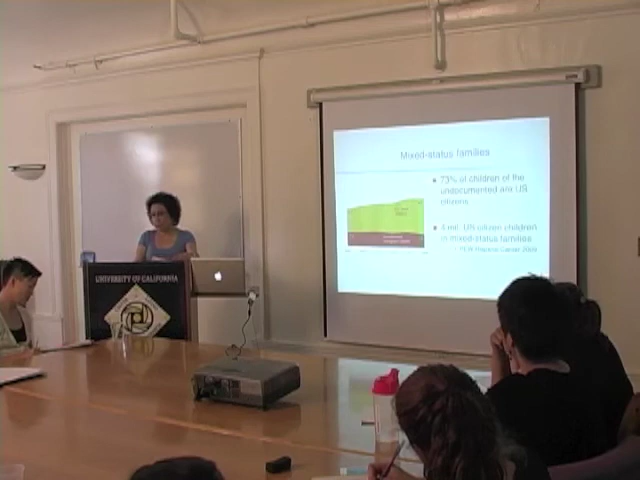 Mixed-status families
73% of children of the
undocumented are US
citizens
4 mil. US citizen children
in mixed-status families
UNIVERSITY OF CALIFORNIA